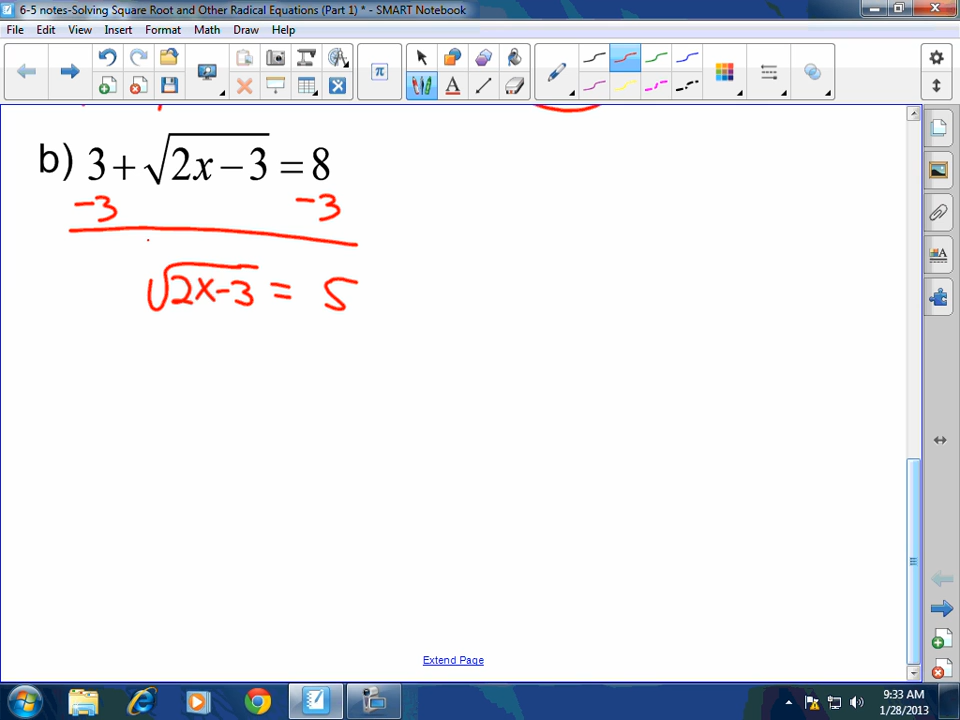 6-5 notes-Solving Square Root and Other Radical Equations (Part 1) * - SMART Notebook
File Edit View Insert Format Math Draw Help
π
A
b) 3 + √(2x − 3) = 8
−3 −3
√(2x−3) = 5
Extend Page
9:33 AM
1/28/2013